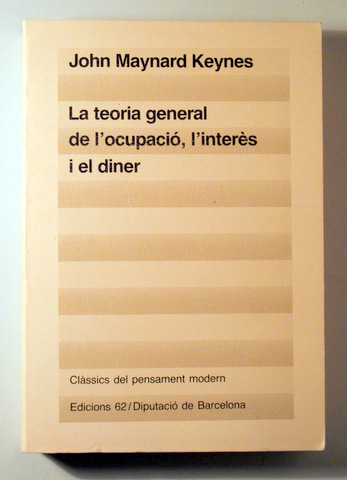 John Maynard Keynes
La teoria general
de l'ocupació, l'interès
i el diner
Clàssics del pensament modern
Edicions 62/Diputació de Barcelona